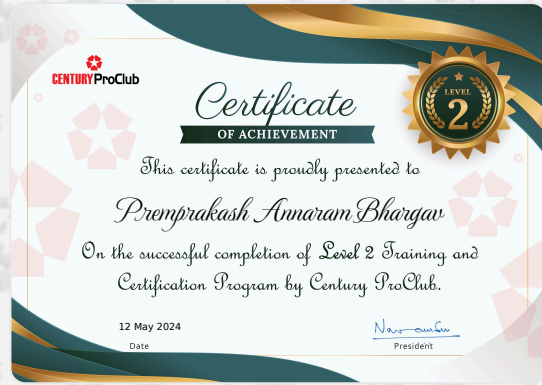 CENTURY ProClub
LEVEL
2
Certificate
OF ACHIEVEMENT
This certificate is proudly presented to
Premprakash Annaram Bhargav
On the successful completion of Level 2 Training and
Certification Program by Century ProClub.
12 May 2024
Date
President